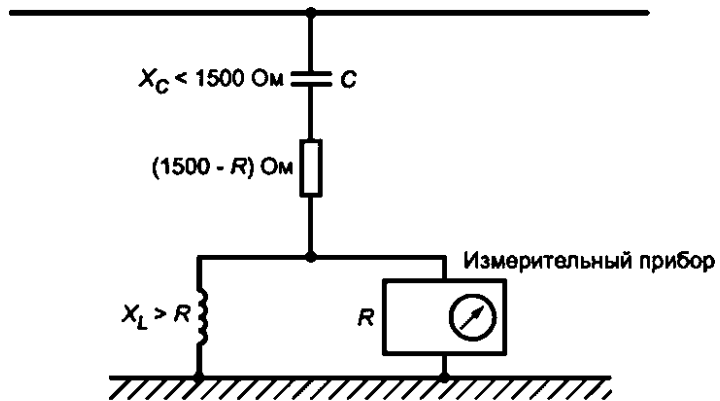 X_C < 1500 Ом
C
(1500 - R) Ом
Измерительный прибор
X_L > R
R